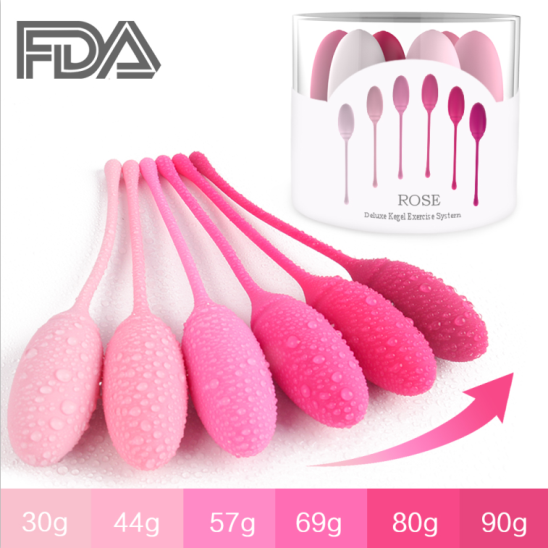 FDA
ROSE
Deluxe Kegel Exercise System
30g 44g 57g 69g 80g 90g